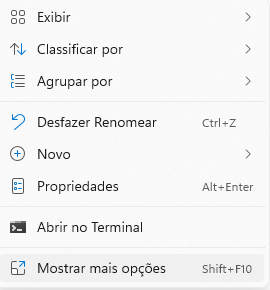 Exibir
Classificar por
Agrupar por
Desfazer Renomear Ctrl+Z
Novo
Propriedades Alt+Enter
Abrir no Terminal
Mostrar mais opções Shift+F10